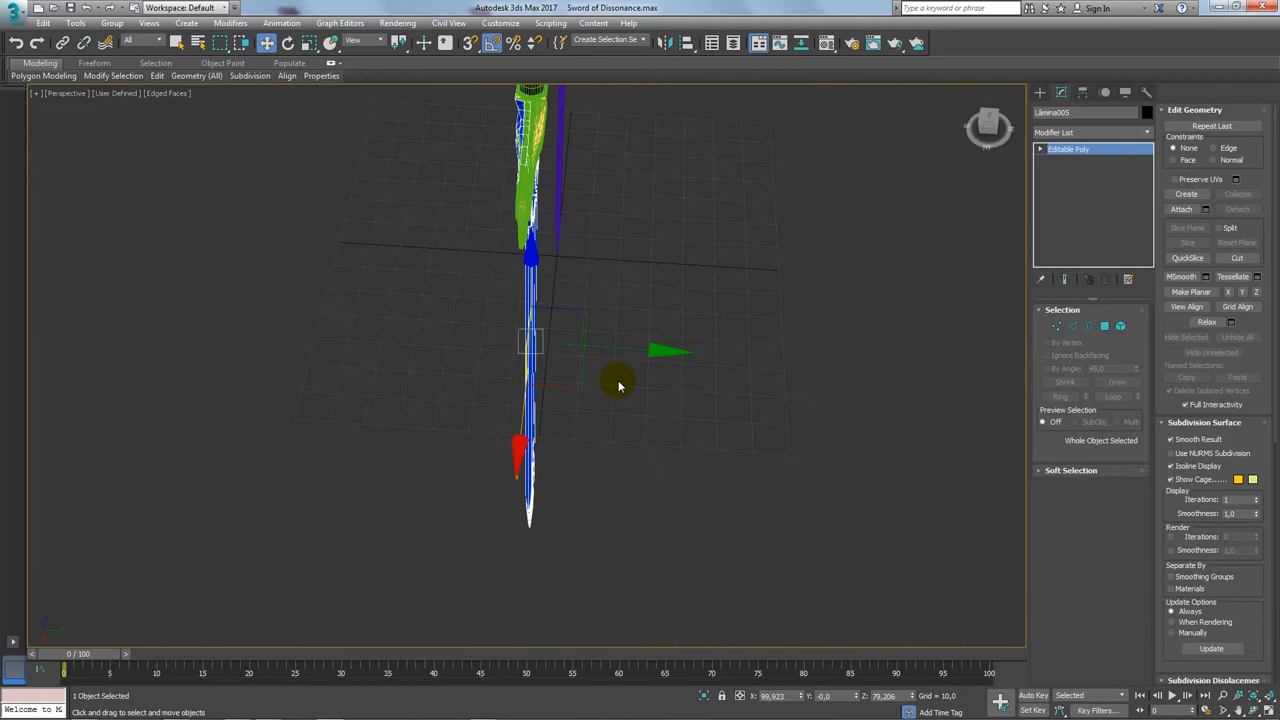 Workspace: Default
Autodesk 3ds Max 2017
Sword of Dissonance.max
Type a keyword or phrase
Sign In
Edit
Tools
Group
Views
Create
Modifiers
Animation
Graph Editors
Rendering
Civil View
Customize
Scripting
Content
Help
All
View
Create Selection Se
Modeling
Freeform
Selection
Object Paint
Populate
Polygon Modeling
Modify Selection
Edit
Geometry (All)
Subdivision
Align
Properties
[ + ] [Perspective ] [User Defined ] [Edged Faces ]
Lâmina005
Modifier List
Editable Poly
Selection
By Vertex
Ignore Backfacing
By Angle: 45,0
Shrink
Grow
Ring
Loop
Preview Selection
Off
SubObj
Multi
Whole Object Selected
Soft Selection
Edit Geometry
Repeat Last
Constraints
None
Edge
Face
Normal
Preserve UVs
Create
Collapse
Attach
Detach
Slice Plane
Split
Slice
Reset Plane
QuickSlice
Cut
MSmooth
Tessellate
Make Planar
X
Y
Z
View Align
Grid Align
Relax
Hide Selected
Unhide All
Hide Unselected
Named Selections:
Copy
Paste
Delete Isolated Vertices
Full Interactivity
Subdivision Surface
Smooth Result
Use NURMS Subdivision
Isoline Display
Show Cage......
Display
Iterations: 1
Smoothness: 1,0
Render
Iterations: 0
Smoothness: 1,0
Separate By
Smoothing Groups
Materials
Update Options
Always
When Rendering
Manually
Update
Subdivision Displacemen
0 / 100
0 5 10 15 20 25 30 35 40 45 50 55 60 65 70 75 80 85 90 95 100
1 Object Selected
X: 99,923
Y: -0,0
Z: 79,206
Grid = 10,0
Auto Key
Selected
Welcome to M
Click and drag to select and move objects
Add Time Tag
Set Key
Key Filters...
0